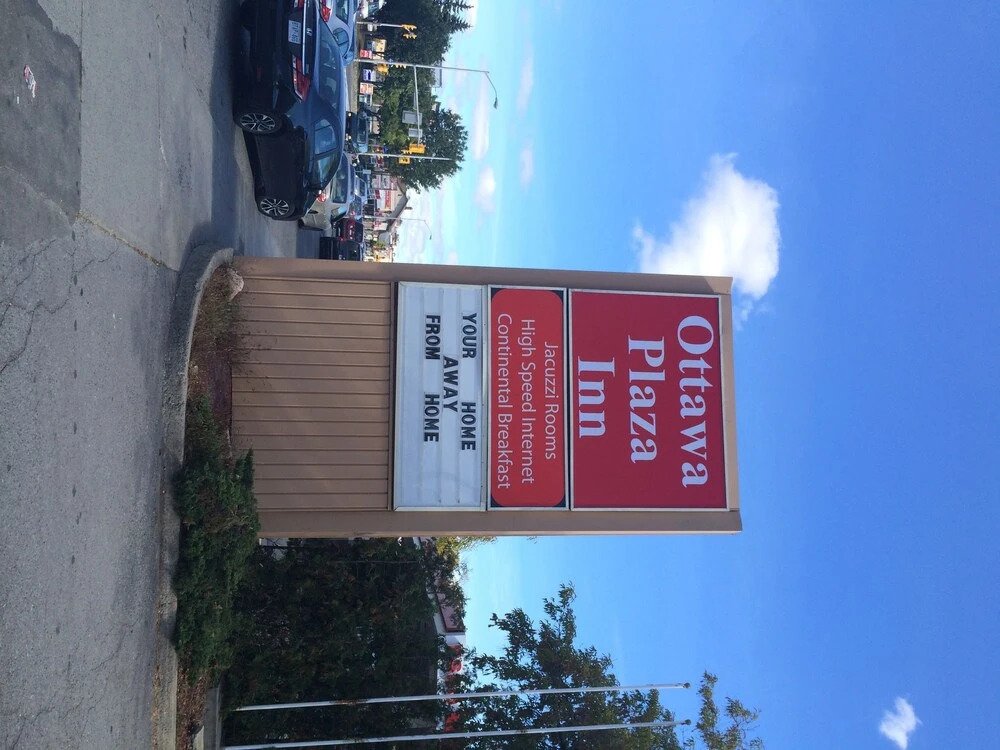 Ottawa
Plaza
Inn
Jacuzzi Rooms
High Speed Internet
Continental Breakfast
YOUR HOME
AWAY
FROM HOME